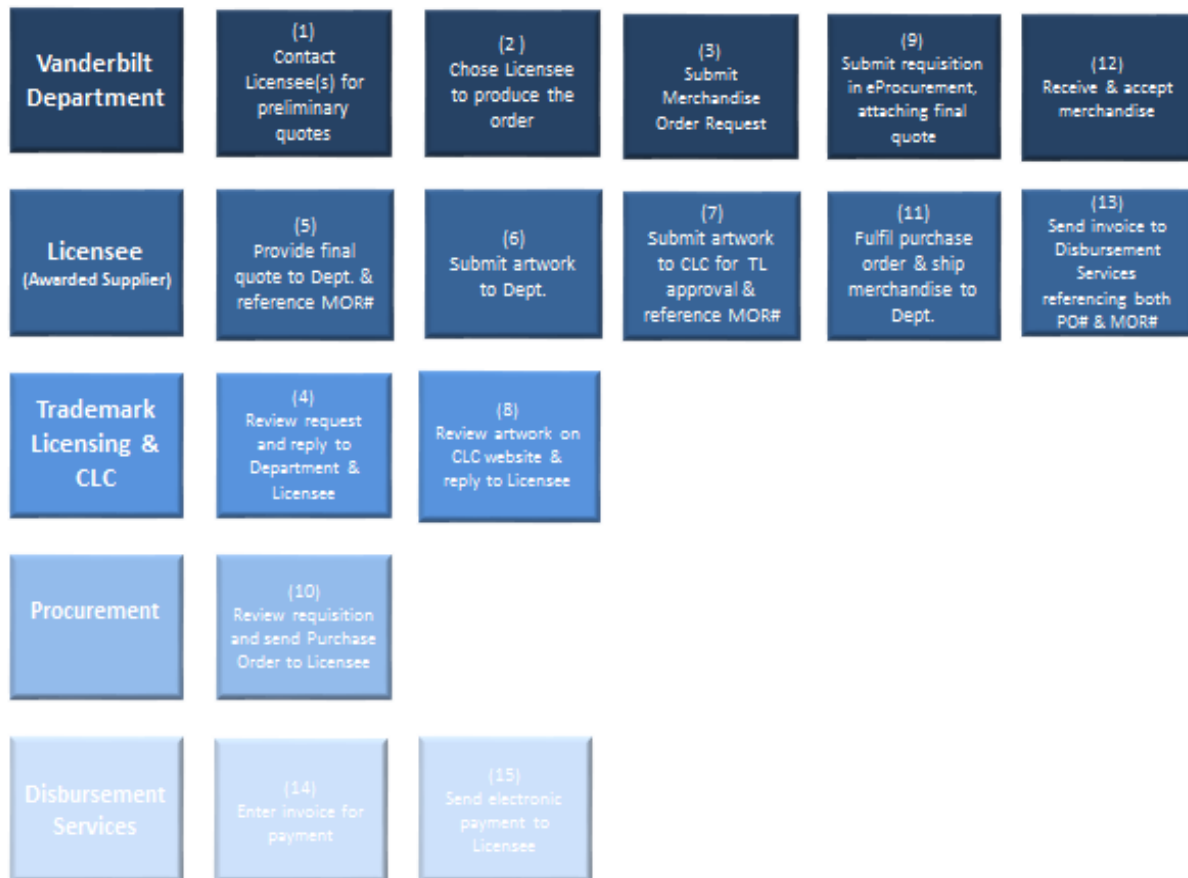 Vanderbilt
Department
(1)
Contact
Licensee(s) for
preliminary
quotes
(2 )
Chose Licensee
to produce the
order
(3)
Submit
Merchandise
Order Request
(9)
Submit requisition
in eProcurement,
attaching final
quote
(12)
Receive & accept
merchandise
Licensee
(Awarded Supplier)
(5)
Provide final
quote to Dept. &
reference MOR#
(6)
Submit artwork
to Dept.
(7)
Submit artwork
to CLC for TL
approval &
reference MOR#
(11)
Fulfil purchase
order & ship
merchandise to
Dept.
(13)
Send invoice to
Disbursement
Services
referencing both
PO# & MOR#
Trademark
Licensing &
CLC
(4)
Review request
and reply to
Department &
Licensee
(8)
Review artwork on
CLC website &
reply to Licensee
Procurement
(10)
Review requisition
and send Purchase
Order to Licensee
Disbursement
Services
(14)
Enter invoice for
payment
(15)
Send electronic
payment to
Licensee